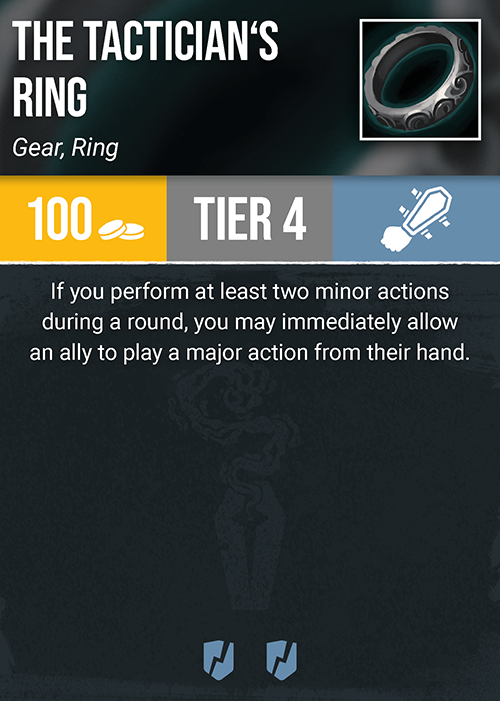 THE TACTICIAN‘S
RING
Gear, Ring
100
TIER 4
If you perform at least two minor actions
during a round, you may immediately allow
an ally to play a major action from their hand.